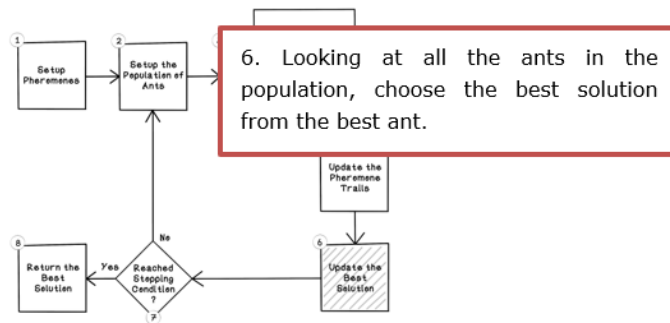 1
Setup
Pheromones
2
Setup the
Population of
Ants
6. Looking at all the ants in the
population, choose the best solution
from the best ant.
Update the
Pheromone
Trails
6
Update the
Best
Solution
No
Yes
Reached
Stopping
Condition
?
7
8
Return the
Best
Solution